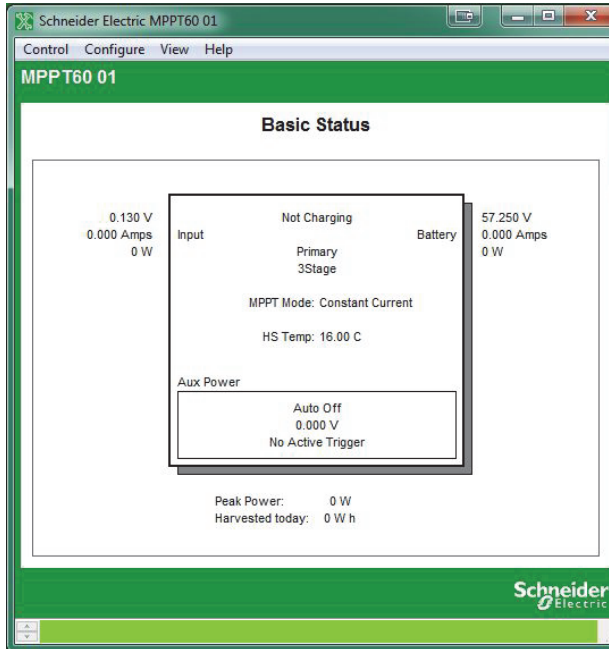 Schneider Electric MPPT60 01
Control Configure View Help
MPPT60 01
Basic Status
0.130 V
0.000 Amps
0 W
Input
Not Charging
Primary
3Stage
MPPT Mode: Constant Current
HS Temp: 16.00 C
Battery
57.250 V
0.000 Amps
0 W
Aux Power
Auto Off
0.000 V
No Active Trigger
Peak Power: 0 W
Harvested today: 0 W h
Schneider
Electric